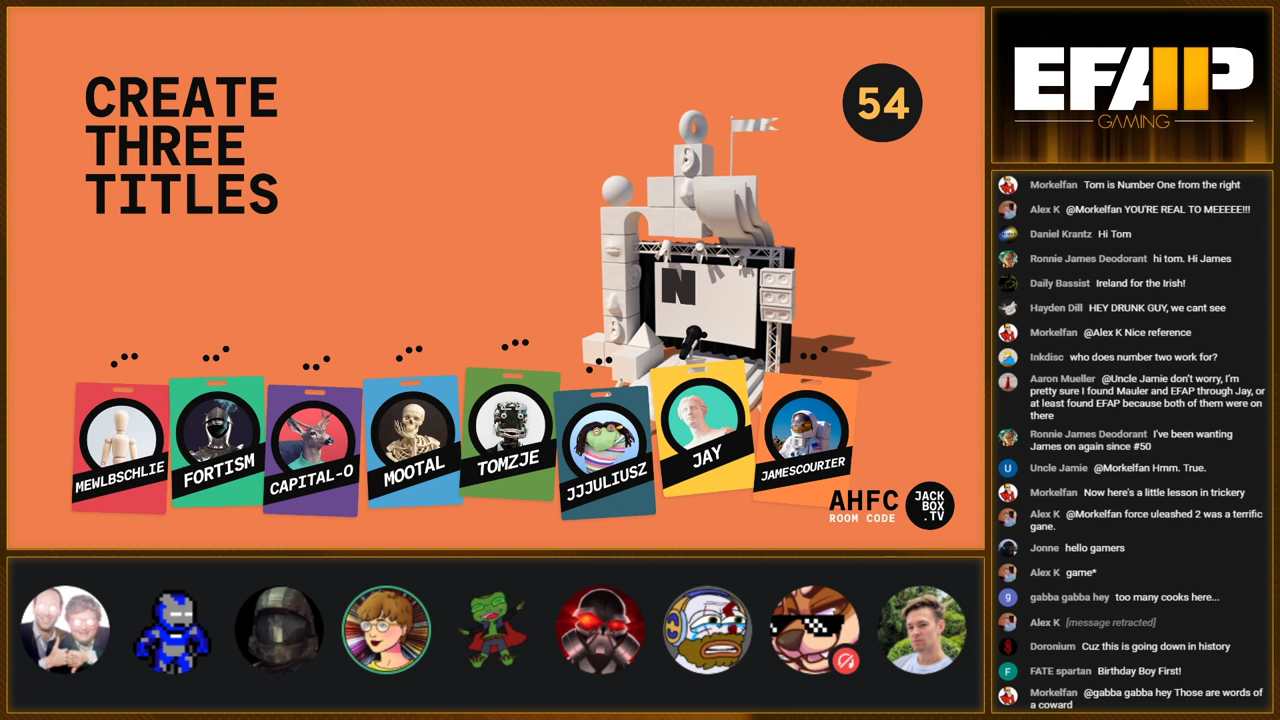 CREATE
THREE
TITLES
54
N
MEWLBSCHLIE
FORTISM
CAPITAL-O
MOOTAL
TOMZJE
JJJULIUSZ
JAY
JAMESCOURIER
AHFC
ROOM CODE
JACK
BOX
.TV
EFAP
GAMING
Morkelfan Tom is Number One from the right
Alex K @Morkelfan YOU'RE REAL TO MEEEEE!!!
Daniel Krantz Hi Tom
Ronnie James Deodorant hi tom. Hi James
Daily Bassist Ireland for the Irish!
Hayden Dill HEY DRUNK GUY, we cant see
Morkelfan @Alex K Nice reference
Inkdisc who does number two work for?
Aaron Mueller @Uncle Jamie don't worry, I'm
pretty sure I found Mauler and EFAP through Jay, or
at least found EFAP because both of them were on
there
Ronnie James Deodorant I've been wanting
James on again since #50
U
Uncle Jamie @Morkelfan Hmm. True.
Morkelfan Now here's a little lesson in trickery
Alex K @Morkelfan force uleashed 2 was a terrific
gane.
Jonne hello gamers
Alex K game*
g
gabba gabba hey too many cooks here...
Alex K [message retracted]
Doronium Cuz this is going down in history
F
FATE spartan Birthday Boy First!
Morkelfan @gabba gabba hey Those are words of
a coward